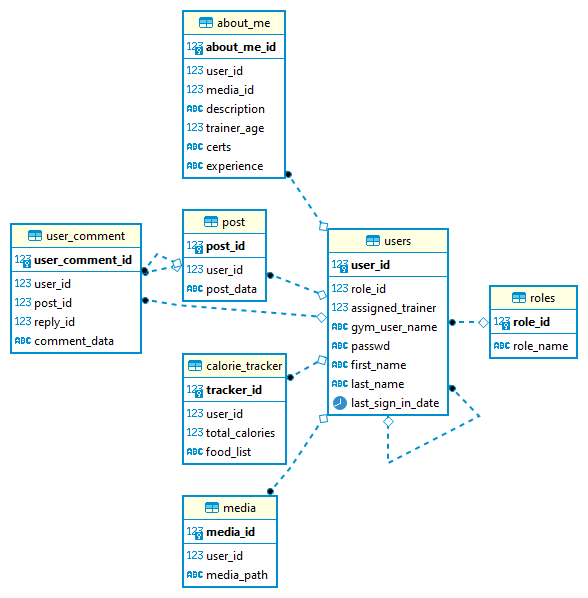 about_me
123 about_me_id
123 user_id
123 media_id
ABC description
123 trainer_age
ABC certs
ABC experience
user_comment
123 user_comment_id
123 user_id
123 post_id
123 reply_id
ABC comment_data
post
123 post_id
123 user_id
ABC post_data
users
123 user_id
123 role_id
123 assigned_trainer
ABC gym_user_name
ABC passwd
ABC first_name
ABC last_name
last_sign_in_date
roles
123 role_id
ABC role_name
calorie_tracker
123 tracker_id
123 user_id
123 total_calories
ABC food_list
media
123 media_id
123 user_id
ABC media_path